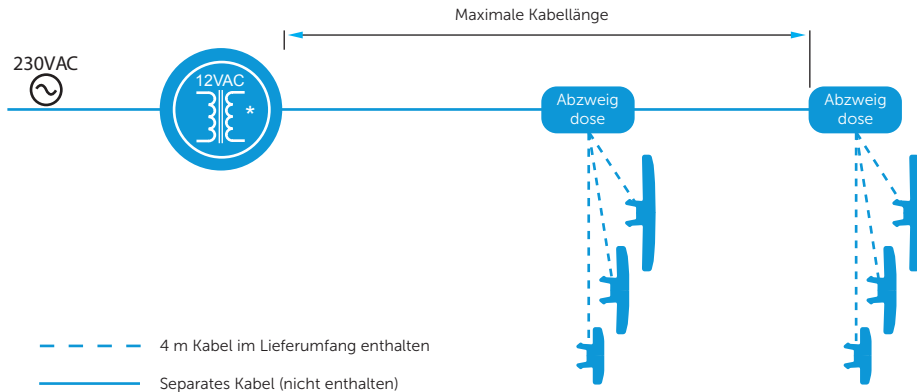 Maximale Kabellänge
230VAC
12VAC
*
Abzweig
dose
Abzweig
dose
4 m Kabel im Lieferumfang enthalten
Separates Kabel (nicht enthalten)